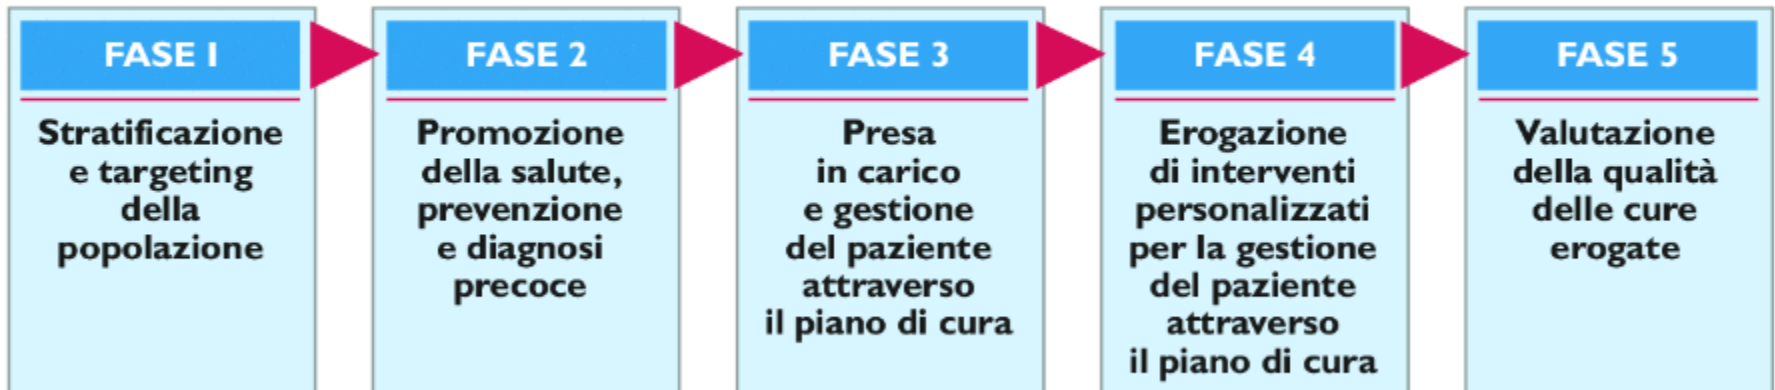 FASE 1
Stratificazione
e targeting
della
popolazione
FASE 2
Promozione
della salute,
prevenzione
e diagnosi
precoce
FASE 3
Presa
in carico
e gestione
del paziente
attraverso
il piano di cura
FASE 4
Erogazione
di interventi
personalizzati
per la gestione
del paziente
attraverso
il piano di cura
FASE 5
Valutazione
della qualità
delle cure
erogate